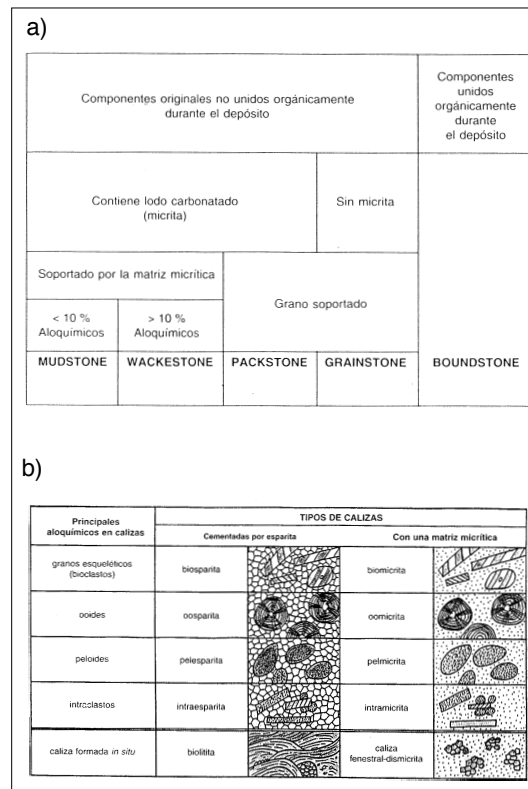 a)
Componentes originales no unidos orgánicamente
durante el depósito
Componentes
unidos
orgánicamente
durante
el depósito
Contiene lodo carbonatado
(micrita)
Sin micrita
Soportado por la matriz micrítica
Grano soportado
< 10 %
Aloquímicos
> 10 %
Aloquímicos
MUDSTONE
WACKESTONE
PACKSTONE
GRAINSTONE
BOUNDSTONE
b)
Principales
aloquímicos en calizas
TIPOS DE CALIZAS
Cementadas por esparita
Con una matriz micrítica
granos esqueléticos
(bioclastos)
biosparita
biomicrita
ooides
oosparita
oomicrita
peloides
pelesparita
pelmicrita
intraclastos
intraesparita
intramicrita
caliza formada in situ
biolitita
caliza
fenestral-dismicrita